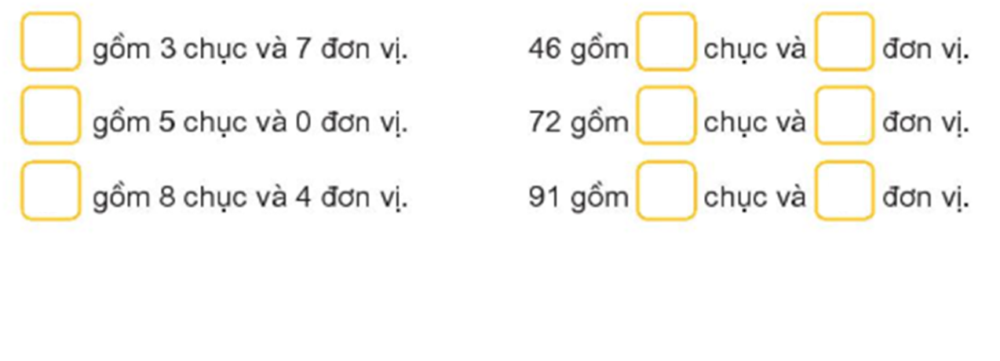 gồm 3 chục và 7 đơn vị.
46 gồm chục và đơn vị.
gồm 5 chục và 0 đơn vị.
72 gồm chục và đơn vị.
gồm 8 chục và 4 đơn vị.
91 gồm chục và đơn vị.